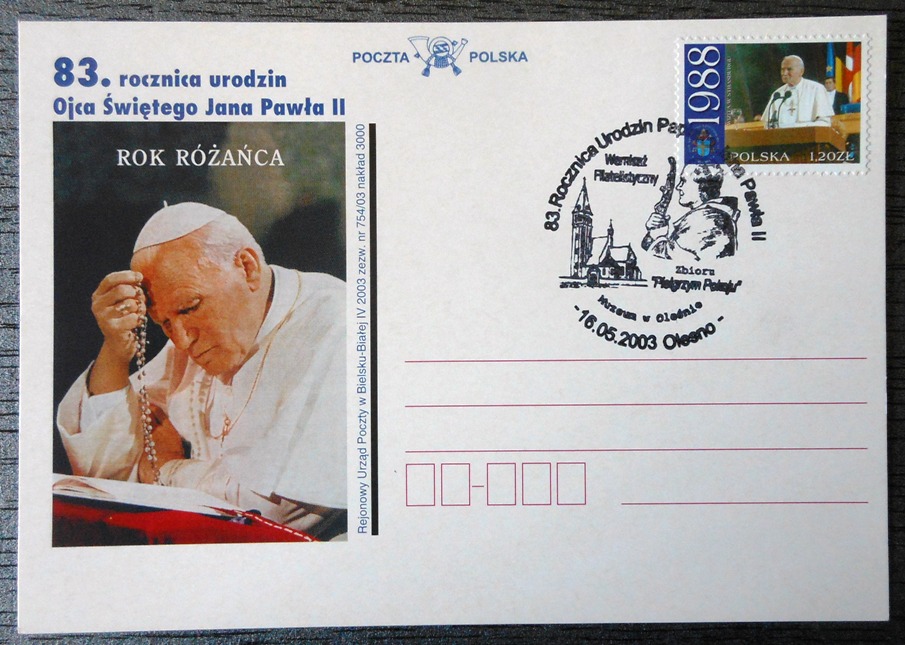 83. rocznica urodzin
Ojca Świętego Jana Pawła II
POCZTA POLSKA
ROK RÓŻAŃCA
Rejonowy Urząd Poczty w Bielsku-Białej IV 2003 zezw. nr 754/03 nakład 3000
1988
POLSKA 1,20ZŁ
83.Rocznica Urodzin Pawła II
Filatelistyczny
Zbioru
"Pielgrzym Pokoju"
Muzeum w Oleśnie
- 16.05.2003 Olesno -